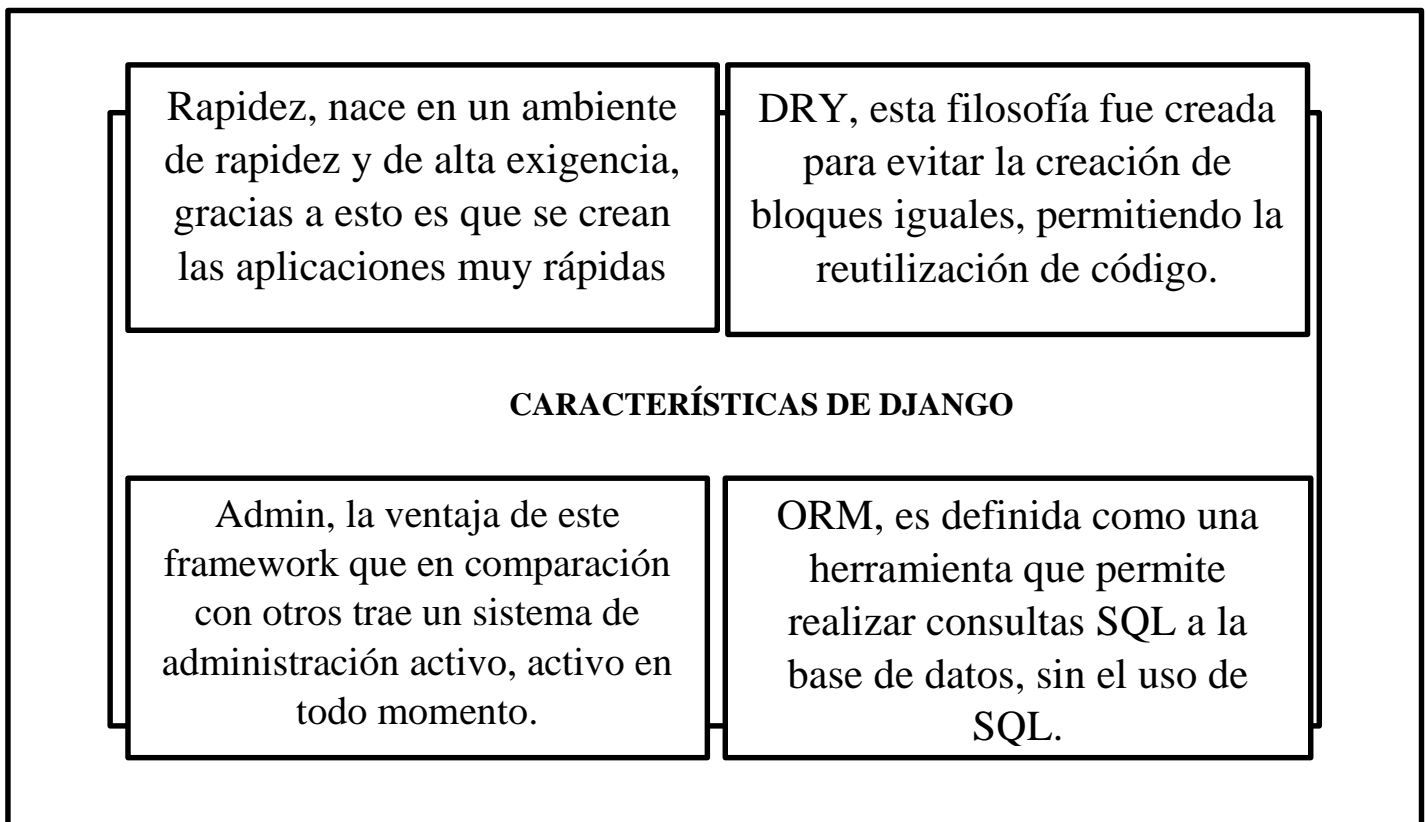 Rapidez, nace en un ambiente
de rapidez y de alta exigencia,
gracias a esto es que se crean
las aplicaciones muy rápidas
DRY, esta filosofía fue creada
para evitar la creación de
bloques iguales, permitiendo la
reutilización de código.
CARACTERÍSTICAS DE DJANGO
Admin, la ventaja de este
framework que en comparación
con otros trae un sistema de
administración activo, activo en
todo momento.
ORM, es definida como una
herramienta que permite
realizar consultas SQL a la
base de datos, sin el uso de
SQL.